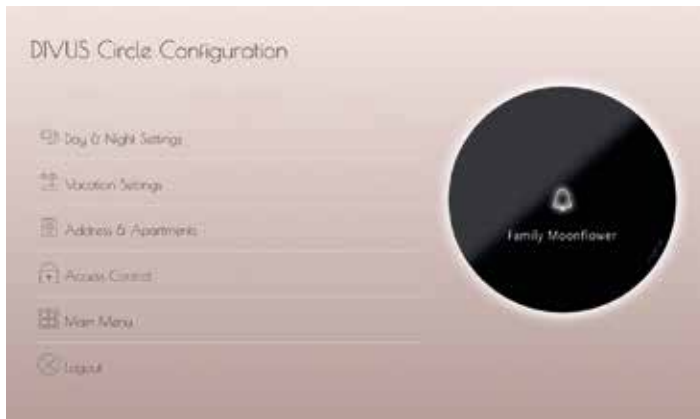 DIVUS Circle Configuration
Day & Night Settings
Vacation Settings
Address & Apartments
Access Control
Main Menu
Logout
Family Moonflower